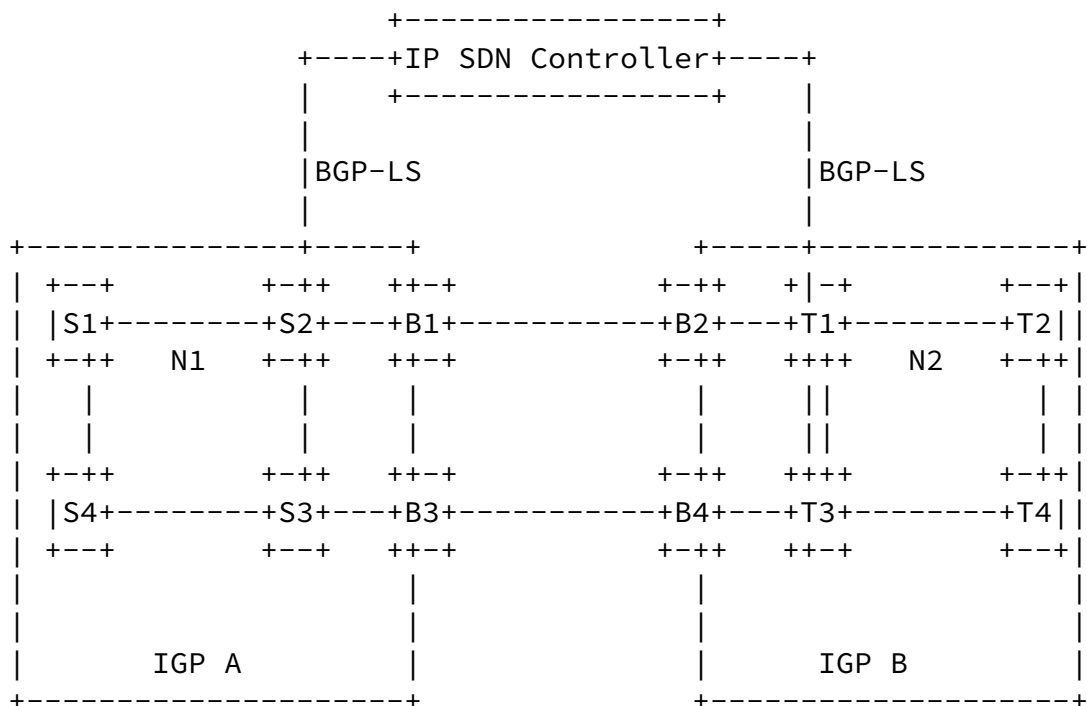 IP SDN Controller
BGP-LS BGP-LS
S1 S2 B1 B2 T1 T2
N1 N2
S4 S3 B3 B4 T3 T4
IGP A IGP B